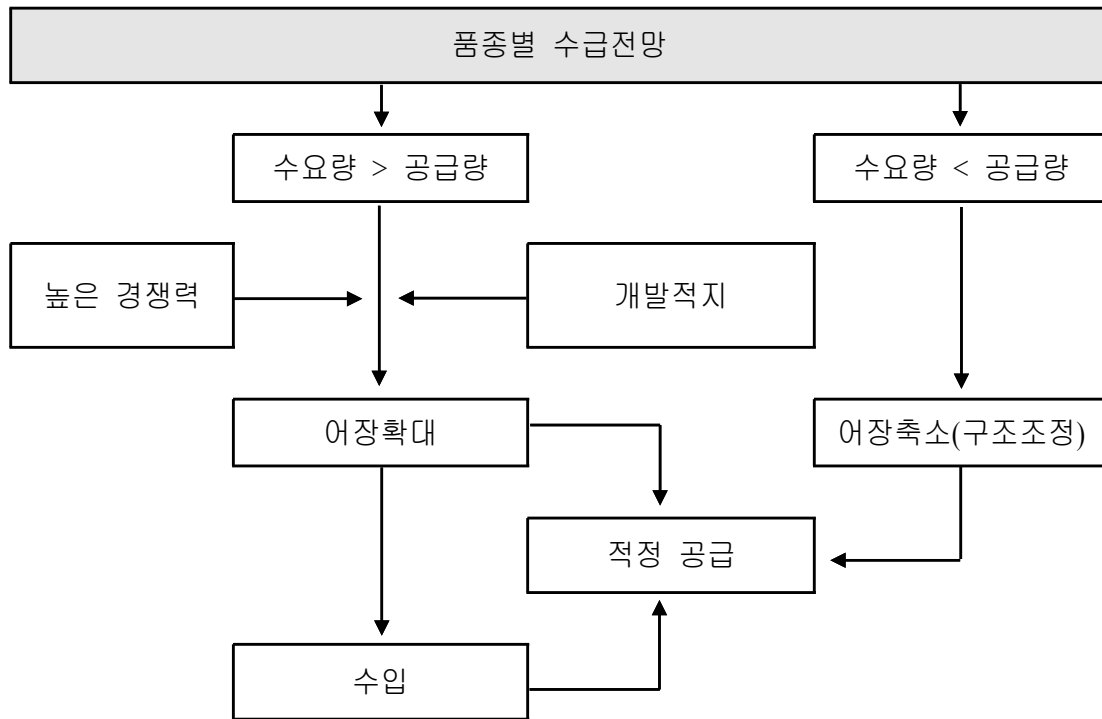 품종별 수급전망
수요량 > 공급량
수요량 < 공급량
높은 경쟁력
개발적지
어장확대
어장축소(구조조정)
적정 공급
수입